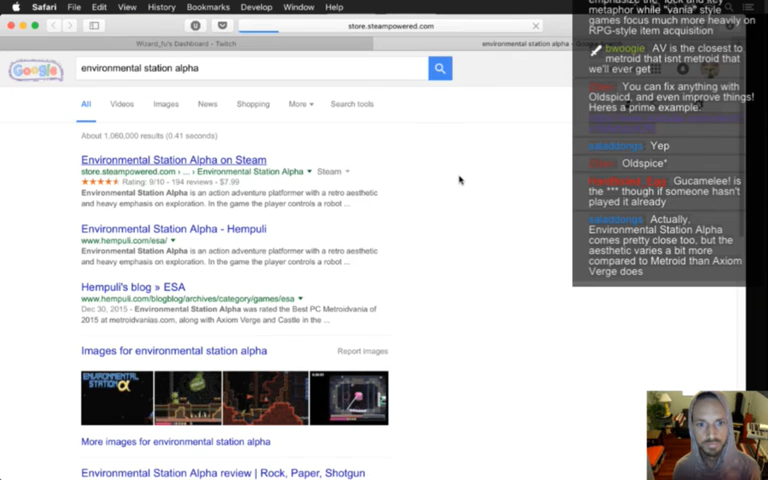 Safari File Edit View History Bookmarks Develop Window Help
store.steampowered.com
Wizard_fu's Dashboard - Twitch
environmental station alpha
Google
environmental station alpha
All Videos Images News Shopping More Search tools
About 1,060,000 results (0.41 seconds)
Environmental Station Alpha on Steam
store.steampowered.com › ... › Environmental Station Alpha Steam
Rating: 9/10 - 194 reviews - $7.99
Environmental Station Alpha is an action adventure platformer with a retro aesthetic
and heavy emphasis on exploration. In the game the player controls a robot ...
Environmental Station Alpha - Hempuli
www.hempuli.com/esa/
Environmental Station Alpha is an action adventure platformer with a retro aesthetic
and heavy emphasis on exploration. In the game the player controls a robot ...
Hempuli's blog » ESA
www.hempuli.com/blogblog/archives/category/games/esa
Dec 30, 2015 - Environmental Station Alpha was rated the Best PC Metroidvania of
2015 at metroidvanias.com, along with Axiom Verge and Castle in the ...
Images for environmental station alpha
Report images
ENVIRONMENTAL
STATION α
More images for environmental station alpha
Environmental Station Alpha review | Rock, Paper, Shotgun
metaphor while "vania" style
games focus much more heavily on
RPG-style item acquisition
bwoogie AV is the closest to
metroid that isnt metroid that
we'll ever get
You can fix anything with
Oldspicd, and even improve things!
Heres a prime example.
saladdongs Yep
Oldspice*
Gucamelee! is
the *** though if someone hasn't
played it already
saladdongs Actually,
Environmental Station Alpha
comes pretty close too, but the
aesthetic varies a bit more
compared to Metroid than Axiom
Verge does